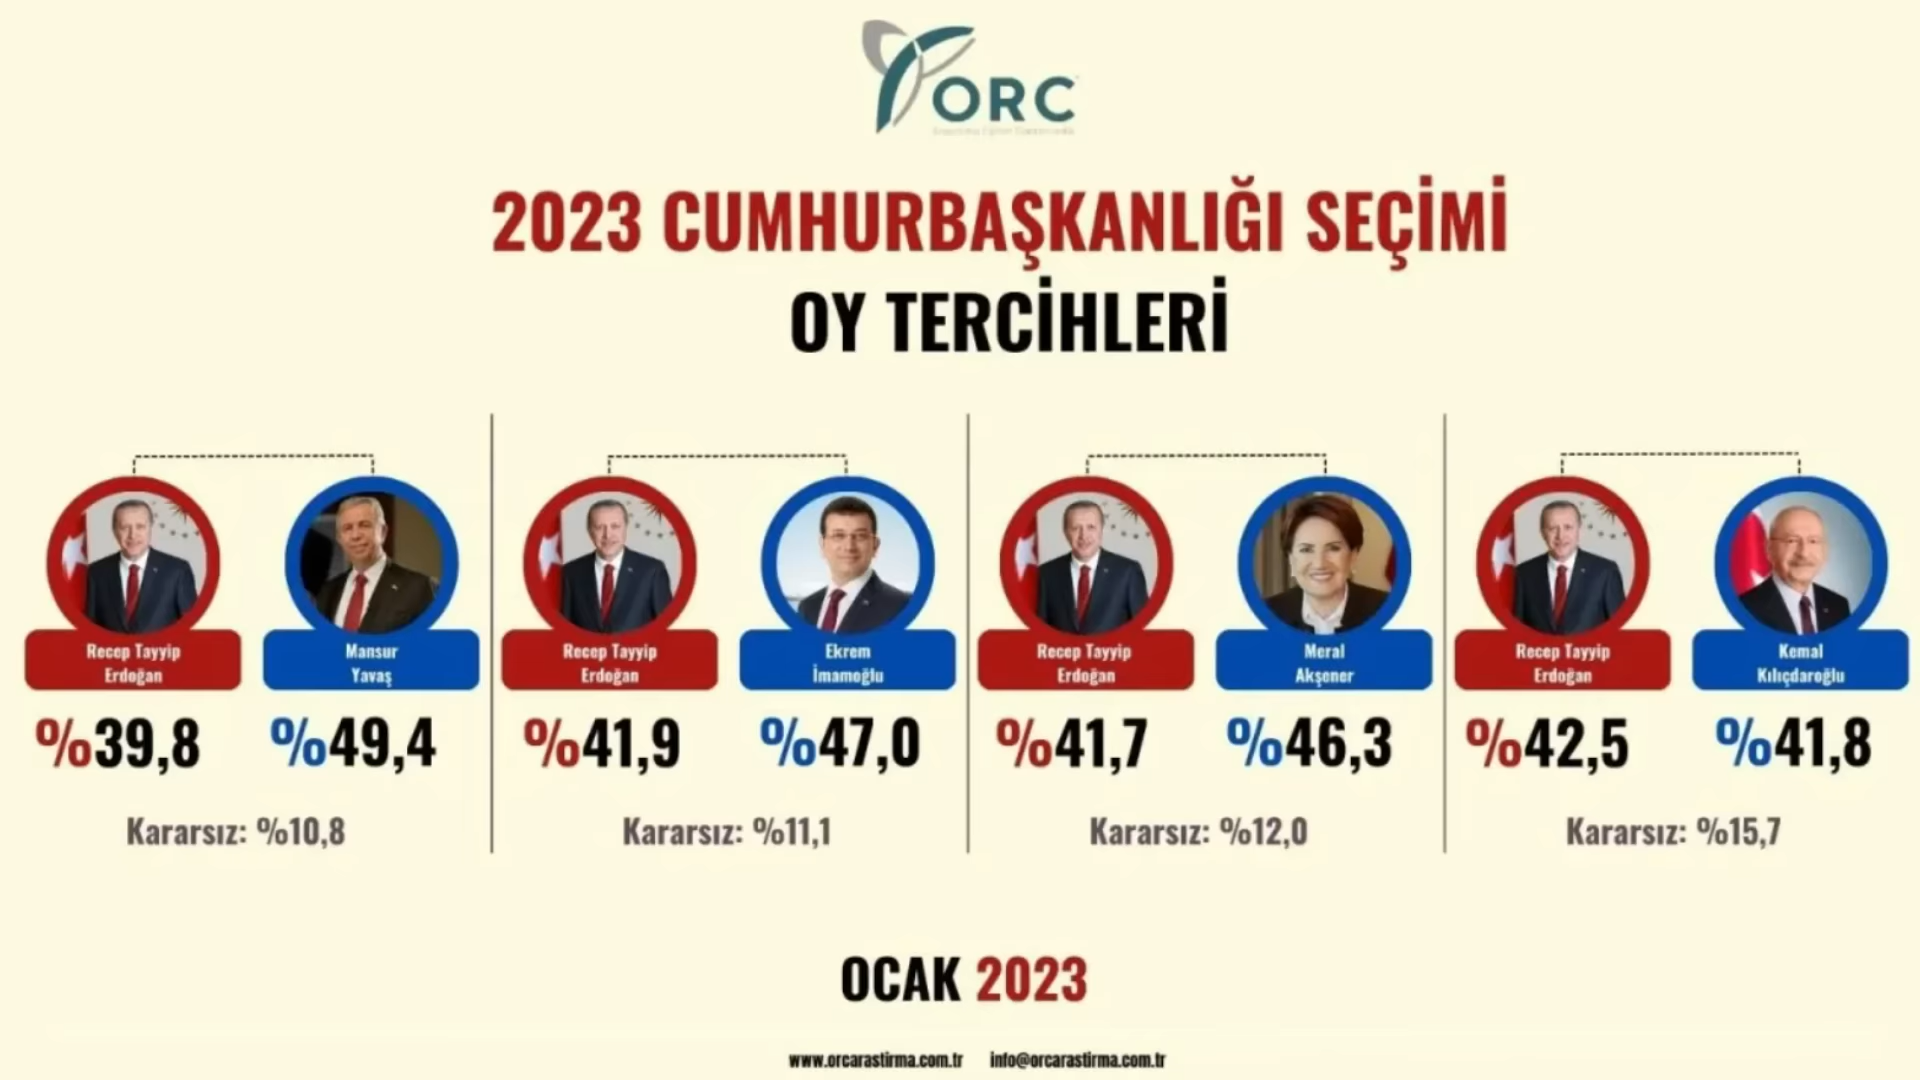 ORC
2023 CUMHURBAŞKANLIĞI SEÇİMİ
OY TERCİHLERİ
Recep Tayyip
Erdoğan
%39,8
Mansur
Yavaş
%49,4
Kararsız: %10,8
Recep Tayyip
Erdoğan
%41,9
Ekrem
İmamoğlu
%47,0
Kararsız: %11,1
Recep Tayyip
Erdoğan
%41,7
Meral
Akşener
%46,3
Kararsız: %12,0
Recep Tayyip
Erdoğan
%42,5
Kemal
Kılıçdaroğlu
%41,8
Kararsız: %15,7
OCAK 2023
www.orcarastirma.com.tr info@orcarastirma.com.tr